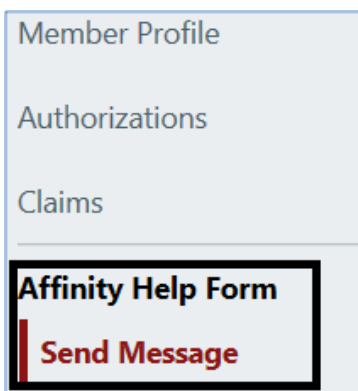 Member Profile
Authorizations
Claims
Affinity Help Form
Send Message